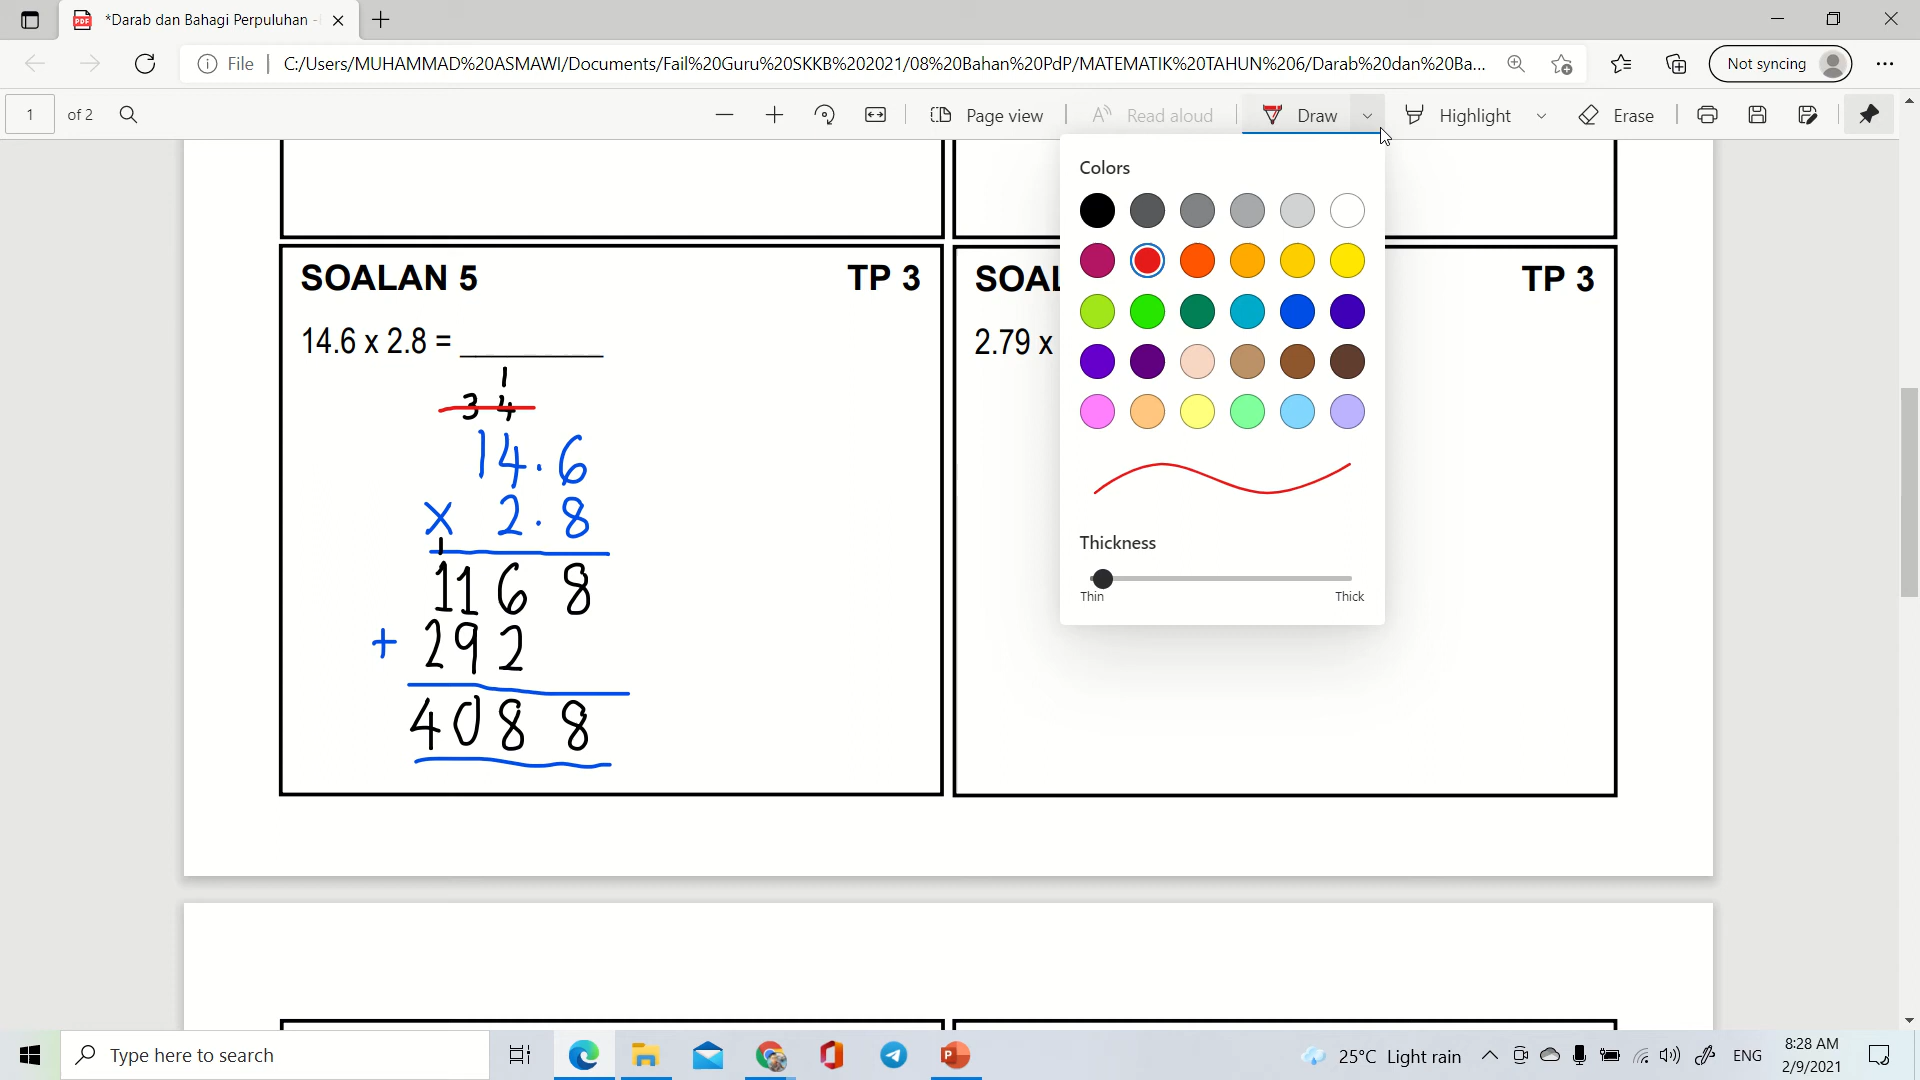 *Darab dan Bahagi Perpuluhan -
File
C:/Users/MUHAMMAD%20ASMAWI/Documents/Fail%20Guru%20SKKB%202021/08%20Bahan%20PdP/MATEMATIK%20TAHUN%206/Darab%20dan%20Ba...
Not syncing
1 of 2
Page view
Read aloud
Draw
Highlight
Erase
Colors
Thickness
Thin Thick
SOALAN 5 TP 3
14.6 x 2.8 = __________
1
3 4
14.6
x 2.8
1
1168
+ 292
4088
SOAL TP 3
2.79 x
Type here to search
25°C Light rain
ENG
8:28 AM
2/9/2021